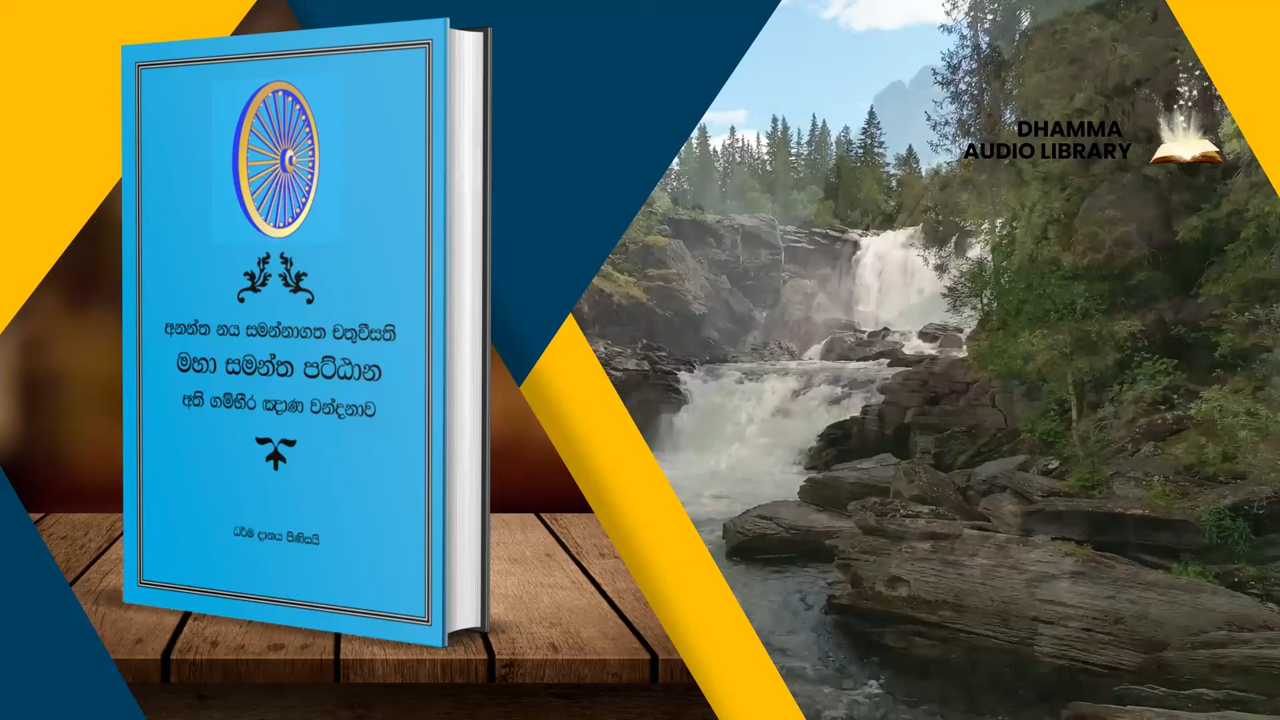 අනන්ත නය සමන්නාගත චතුවීසති
මහා සමන්ත පට්ඨාන
අති ගම්භීර ඤාණ වන්දනාව
ධර්ම දානය පිණිසයි
DHAMMA
AUDIO LIBRARY